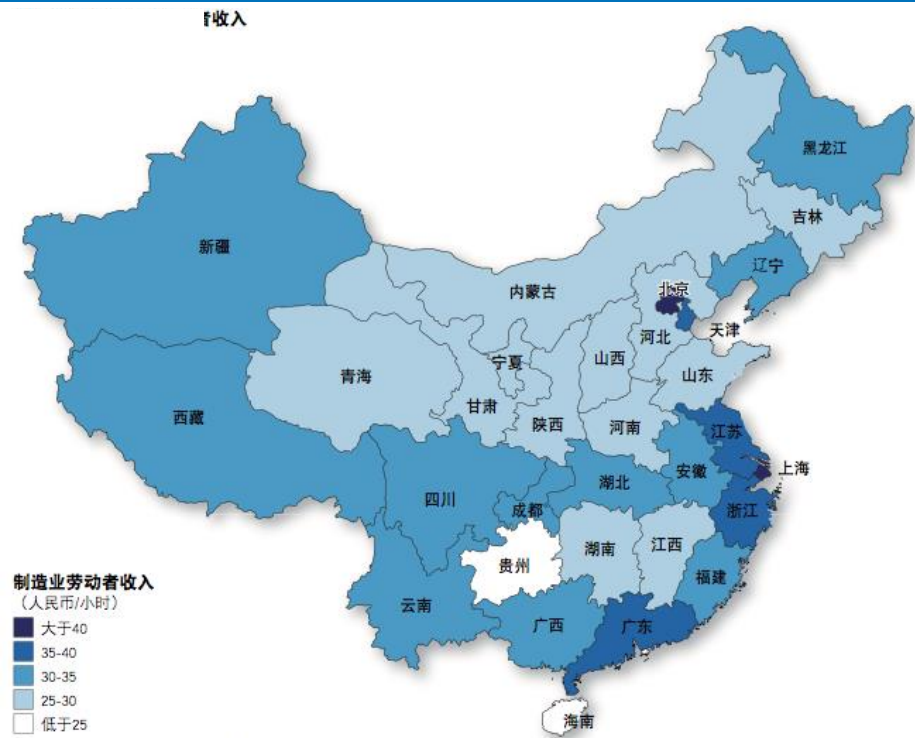 者收入
黑龙江
吉林
新疆
辽宁
内蒙古
北京
天津
河北
宁夏
山西
青海
山东
甘肃
西藏
陕西
河南
江苏
上海
安徽
湖北
四川
成都
浙江
贵州
湖南
江西
福建
云南
广西
广东
海南
制造业劳动者收入
(人民币/小时)
大于40
35-40
30-35
25-30
低于25